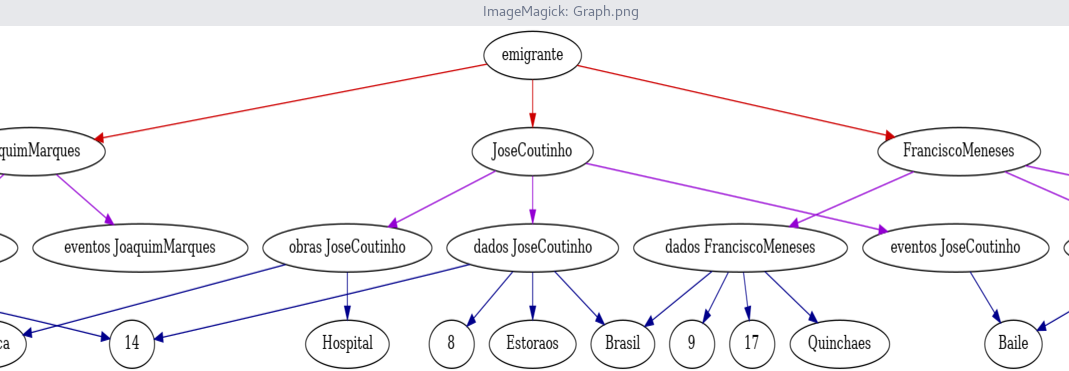 ImageMagick: Graph.png
emigrante
quimMarques
JoseCoutinho
FranciscoMeneses
eventos JoaquimMarques
obras JoseCoutinho
dados JoseCoutinho
dados FranciscoMeneses
eventos JoseCoutinho
ca
14
Hospital
8
Estoraos
Brasil
9
17
Quinchaes
Baile